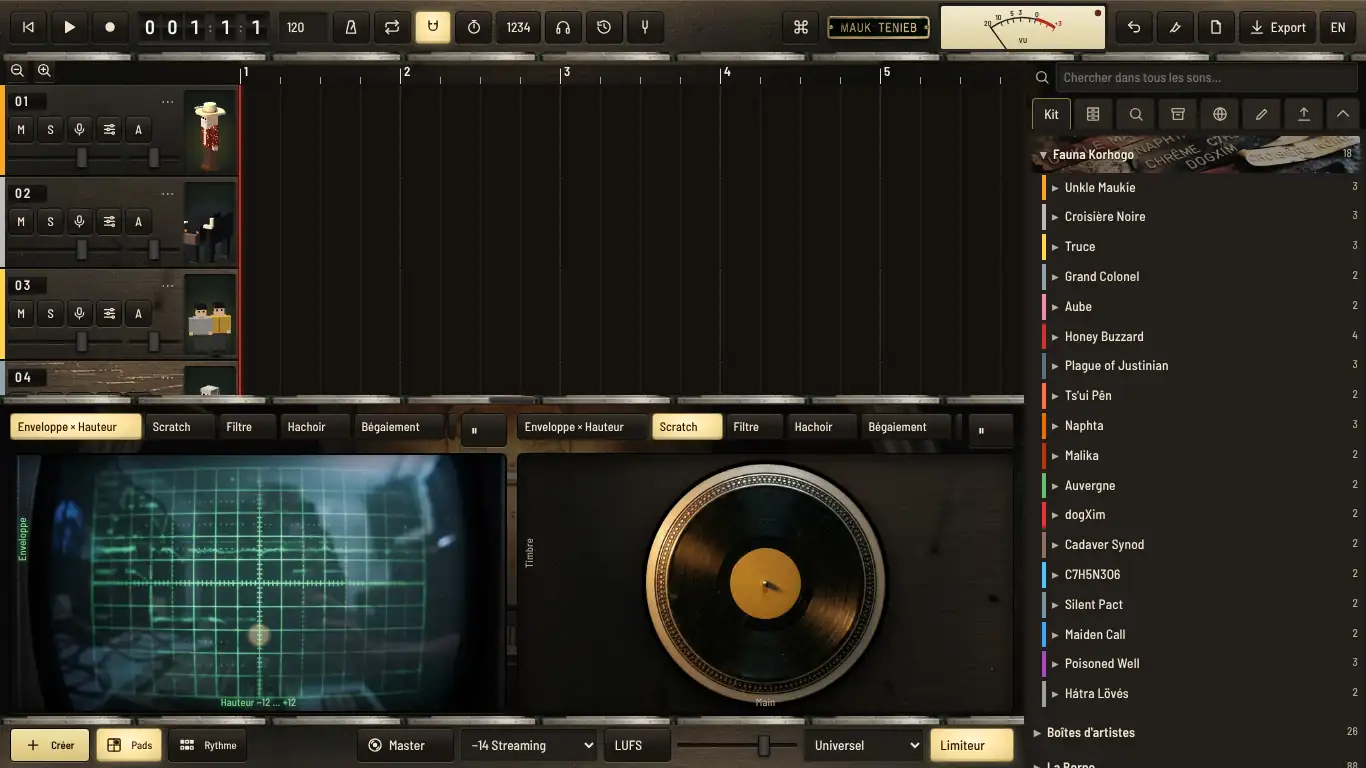 001:1:1
120
1234
MAUK TENIEB
20 10 5 3 0 +3
VU
Export
EN
1 2 3 4 5
Chercher dans tous les sons...
Kit
01
M S A
02
M S A
03
M S A
04
Fauna Korhogo 18
Unkle Maukie 3
Croisière Noire 3
Truce 3
Grand Colonel 2
Aube 2
Honey Buzzard 4
Plague of Justinian 3
Ts'ui Pên 2
Naphta 3
Malika 2
Auvergne 2
dogXim 2
Cadaver Synod 2
C7H5N3O6 2
Silent Pact 2
Maiden Call 2
Poisoned Well 3
Hátra Lövés 2
Boîtes d'artistes 26
La Borne 88
Enveloppe × Hauteur Scratch Filtre Hachoir Bégaiement
Enveloppe × Hauteur Scratch Filtre Hachoir Bégaiement
Enveloppe
Hauteur −12 ... +12
Timbre
Main
Créer
Pads
Rythme
Master
−14 Streaming
LUFS
Universel
Limiteur